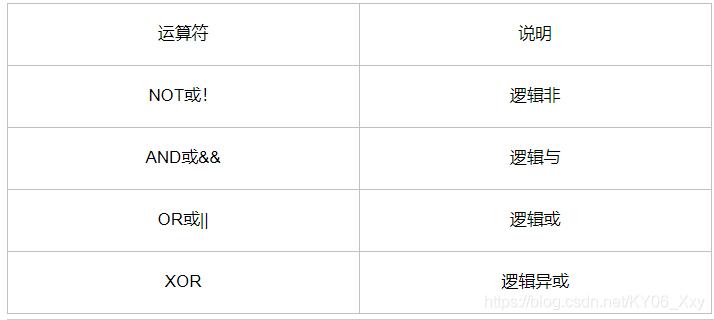 运算符 说明
NOT或! 逻辑非
AND或&& 逻辑与
OR或|| 逻辑或
XOR 逻辑异或
https://blog.csdn.net/KY06_Xxy